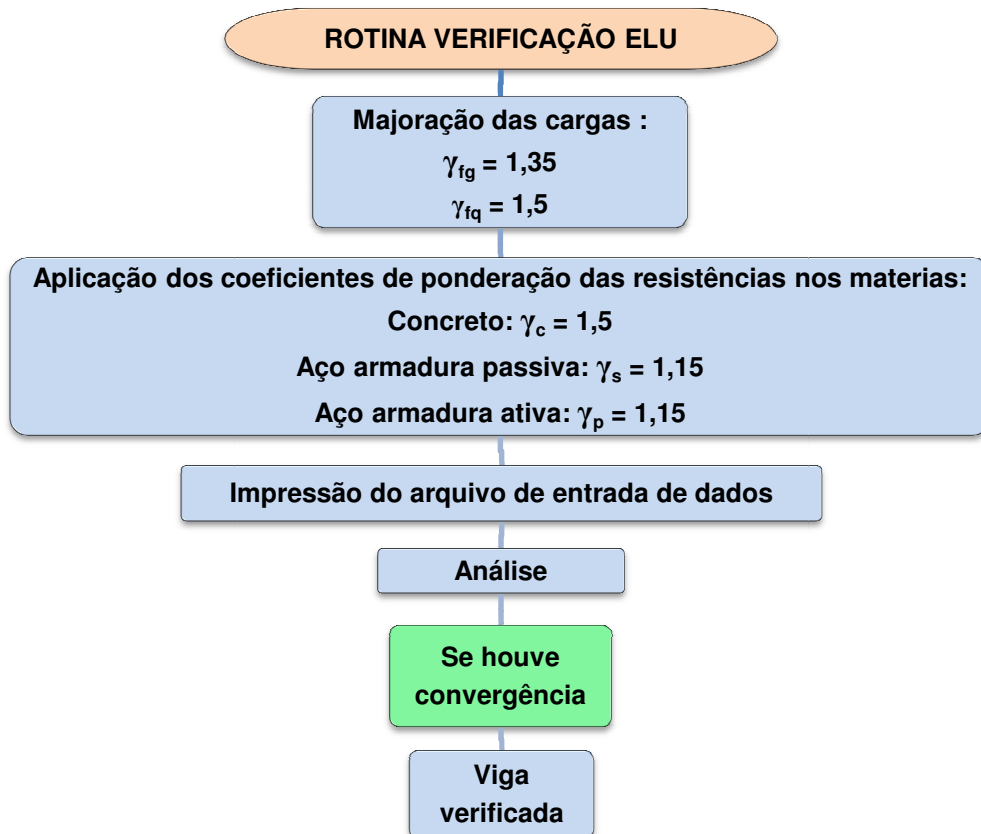 ROTINA VERIFICAÇÃO ELU
Majoração das cargas :
γfg = 1,35
γfq = 1,5
Aplicação dos coeficientes de ponderação das resistências nos materias:
Concreto: γc = 1,5
Aço armadura passiva: γs = 1,15
Aço armadura ativa: γp = 1,15
Impressão do arquivo de entrada de dados
Análise
Se houve
convergência
Viga
verificada